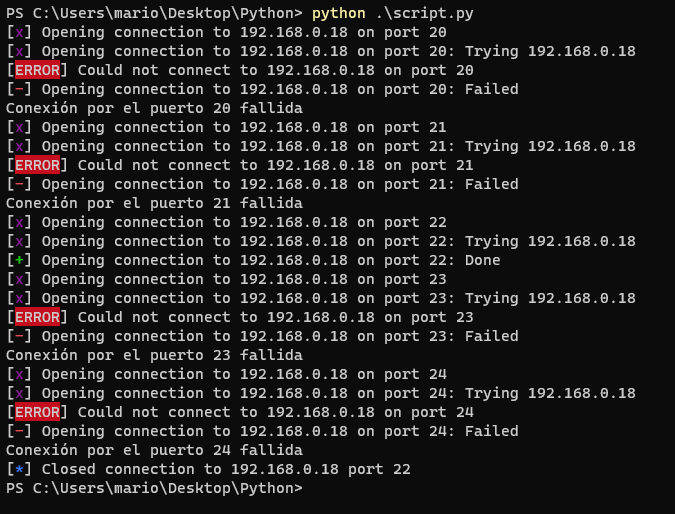 PS C:\Users\mario\Desktop\Python> python .\script.py
[x] Opening connection to 192.168.0.18 on port 20
[x] Opening connection to 192.168.0.18 on port 20: Trying 192.168.0.18
[ERROR] Could not connect to 192.168.0.18 on port 20
[-] Opening connection to 192.168.0.18 on port 20: Failed
Conexión por el puerto 20 fallida
[x] Opening connection to 192.168.0.18 on port 21
[x] Opening connection to 192.168.0.18 on port 21: Trying 192.168.0.18
[ERROR] Could not connect to 192.168.0.18 on port 21
[-] Opening connection to 192.168.0.18 on port 21: Failed
Conexión por el puerto 21 fallida
[x] Opening connection to 192.168.0.18 on port 22
[x] Opening connection to 192.168.0.18 on port 22: Trying 192.168.0.18
[+] Opening connection to 192.168.0.18 on port 22: Done
[x] Opening connection to 192.168.0.18 on port 23
[x] Opening connection to 192.168.0.18 on port 23: Trying 192.168.0.18
[ERROR] Could not connect to 192.168.0.18 on port 23
[-] Opening connection to 192.168.0.18 on port 23: Failed
Conexión por el puerto 23 fallida
[x] Opening connection to 192.168.0.18 on port 24
[x] Opening connection to 192.168.0.18 on port 24: Trying 192.168.0.18
[ERROR] Could not connect to 192.168.0.18 on port 24
[-] Opening connection to 192.168.0.18 on port 24: Failed
Conexión por el puerto 24 fallida
[*] Closed connection to 192.168.0.18 port 22
PS C:\Users\mario\Desktop\Python>